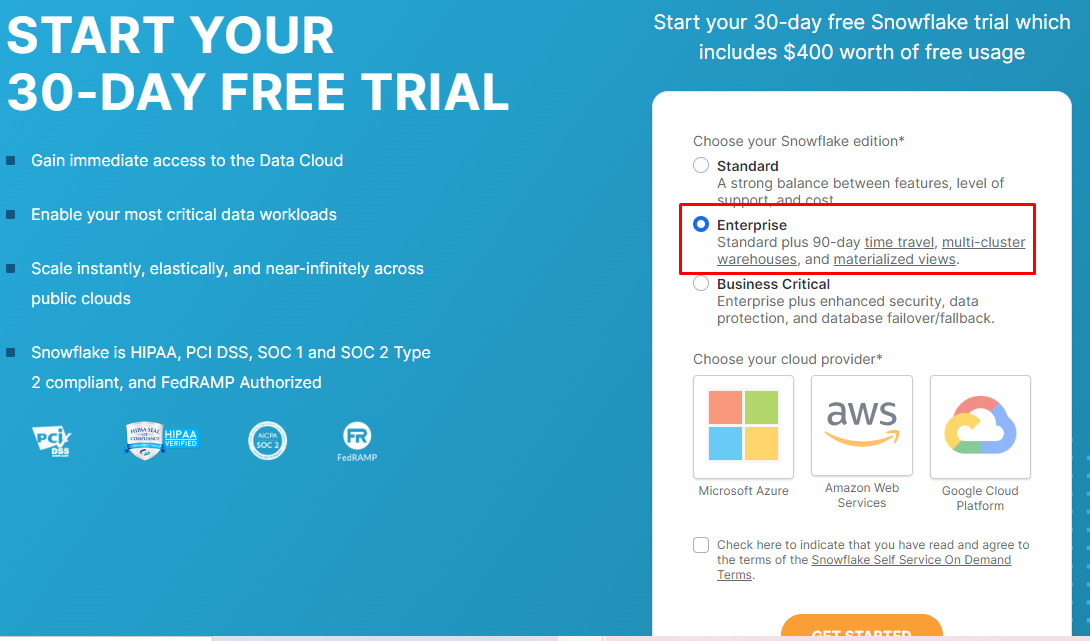 START YOUR
30-DAY FREE TRIAL
Gain immediate access to the Data Cloud
Enable your most critical data workloads
Scale instantly, elastically, and near-infinitely across
public clouds
Snowflake is HIPAA, PCI DSS, SOC 1 and SOC 2 Type
2 compliant, and FedRAMP Authorized
PCI
DSS
HIPAA SEAL
OF
COMPLIANCE
HIPAA
VERIFIED
AICPA
SOC 2
FR
FedRAMP
Start your 30-day free Snowflake trial which
includes $400 worth of free usage
Choose your Snowflake edition*
Standard
A strong balance between features, level of
support, and cost.
Enterprise
Standard plus 90-day time travel, multi-cluster
warehouses, and materialized views.
Business Critical
Enterprise plus enhanced security, data
protection, and database failover/fallback.
Choose your cloud provider*
aws
Microsoft Azure
Amazon Web
Services
Google Cloud
Platform
Check here to indicate that you have read and agree to
the terms of the Snowflake Self Service On Demand
Terms.
GET STARTED